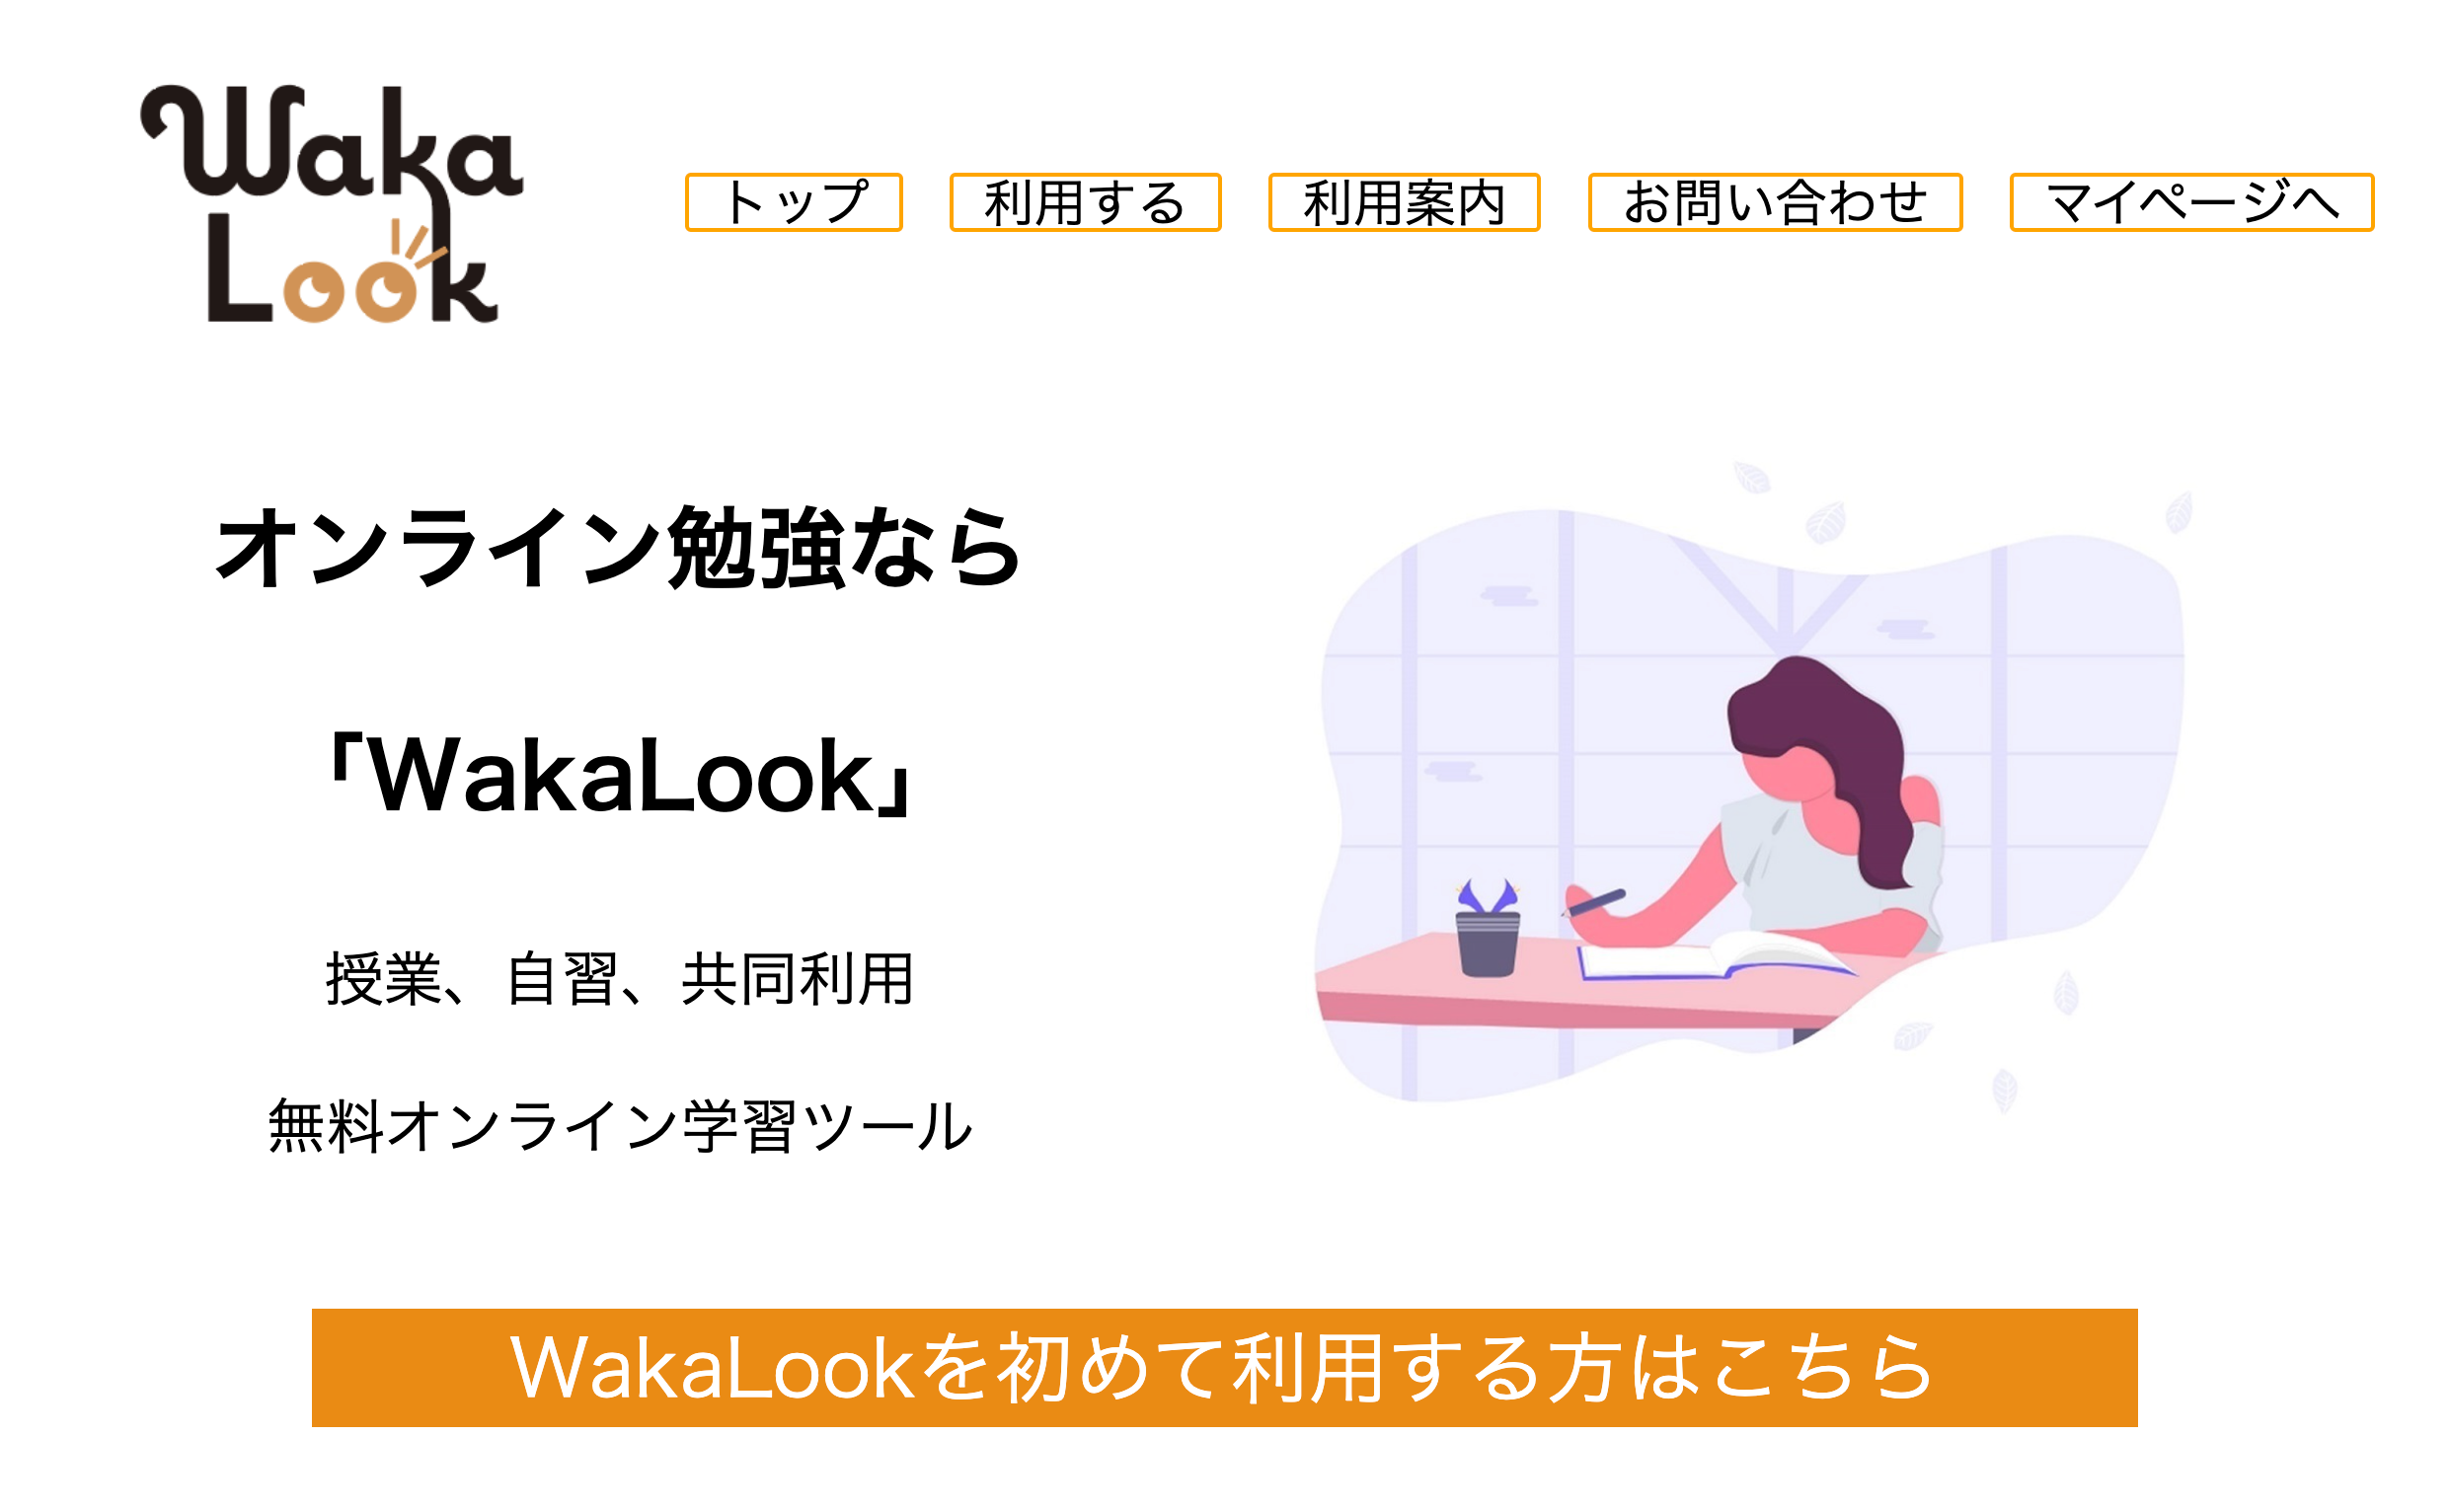 Waka
Look
トップ
利用する
利用案内
お問い合わせ
マイページへ
オンライン勉強なら
「WakaLook」
授業、自習、共同利用
無料オンライン学習ツール
WakaLookを初めて利用する方はこちら